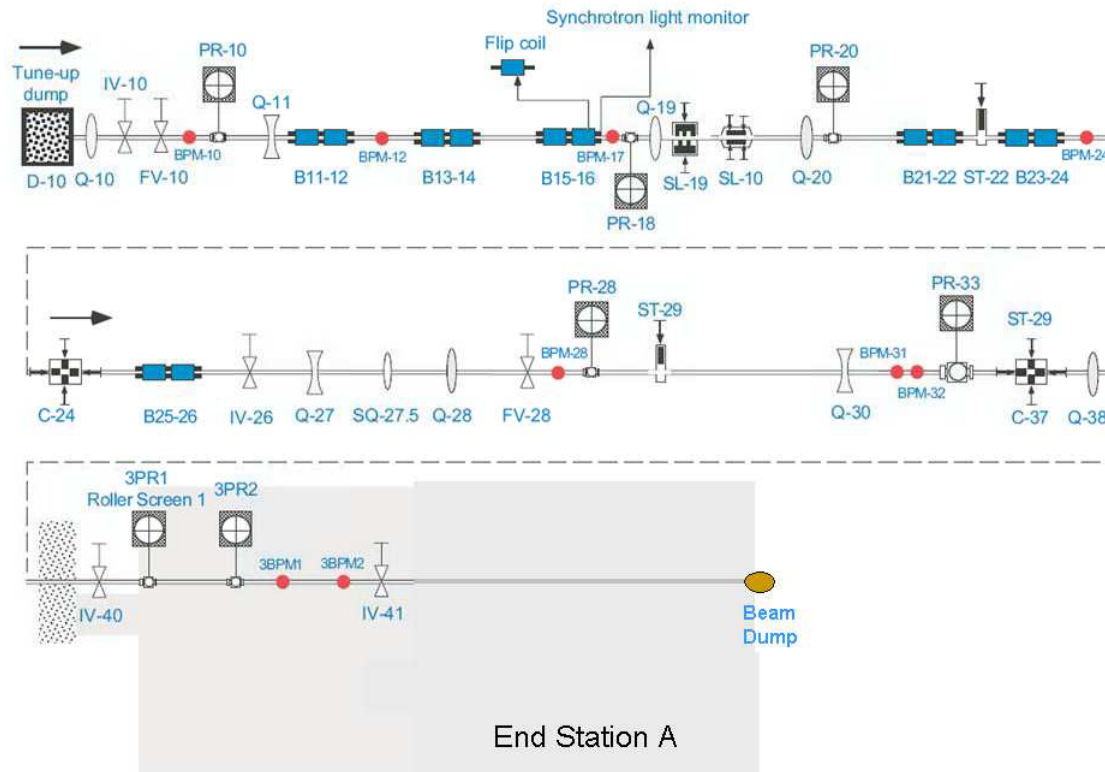 Synchrotron light monitor
Flip coil
PR-10
PR-20
Tune-up
dump
IV-10
Q-11
Q-19
BPM-10
BPM-12
BPM-17
BPM-24
D-10
Q-10
FV-10
B11-12
B13-14
B15-16
SL-19
SL-10
Q-20
B21-22
ST-22
B23-24
PR-18
PR-28
PR-33
ST-29
ST-29
BPM-28
BPM-31
BPM-32
C-24
B25-26
IV-26
Q-27
SQ-27.5
Q-28
FV-28
Q-30
C-37
Q-38
3PR1
Roller Screen 1
3PR2
3BPM1
3BPM2
IV-40
IV-41
Beam
Dump
End Station A